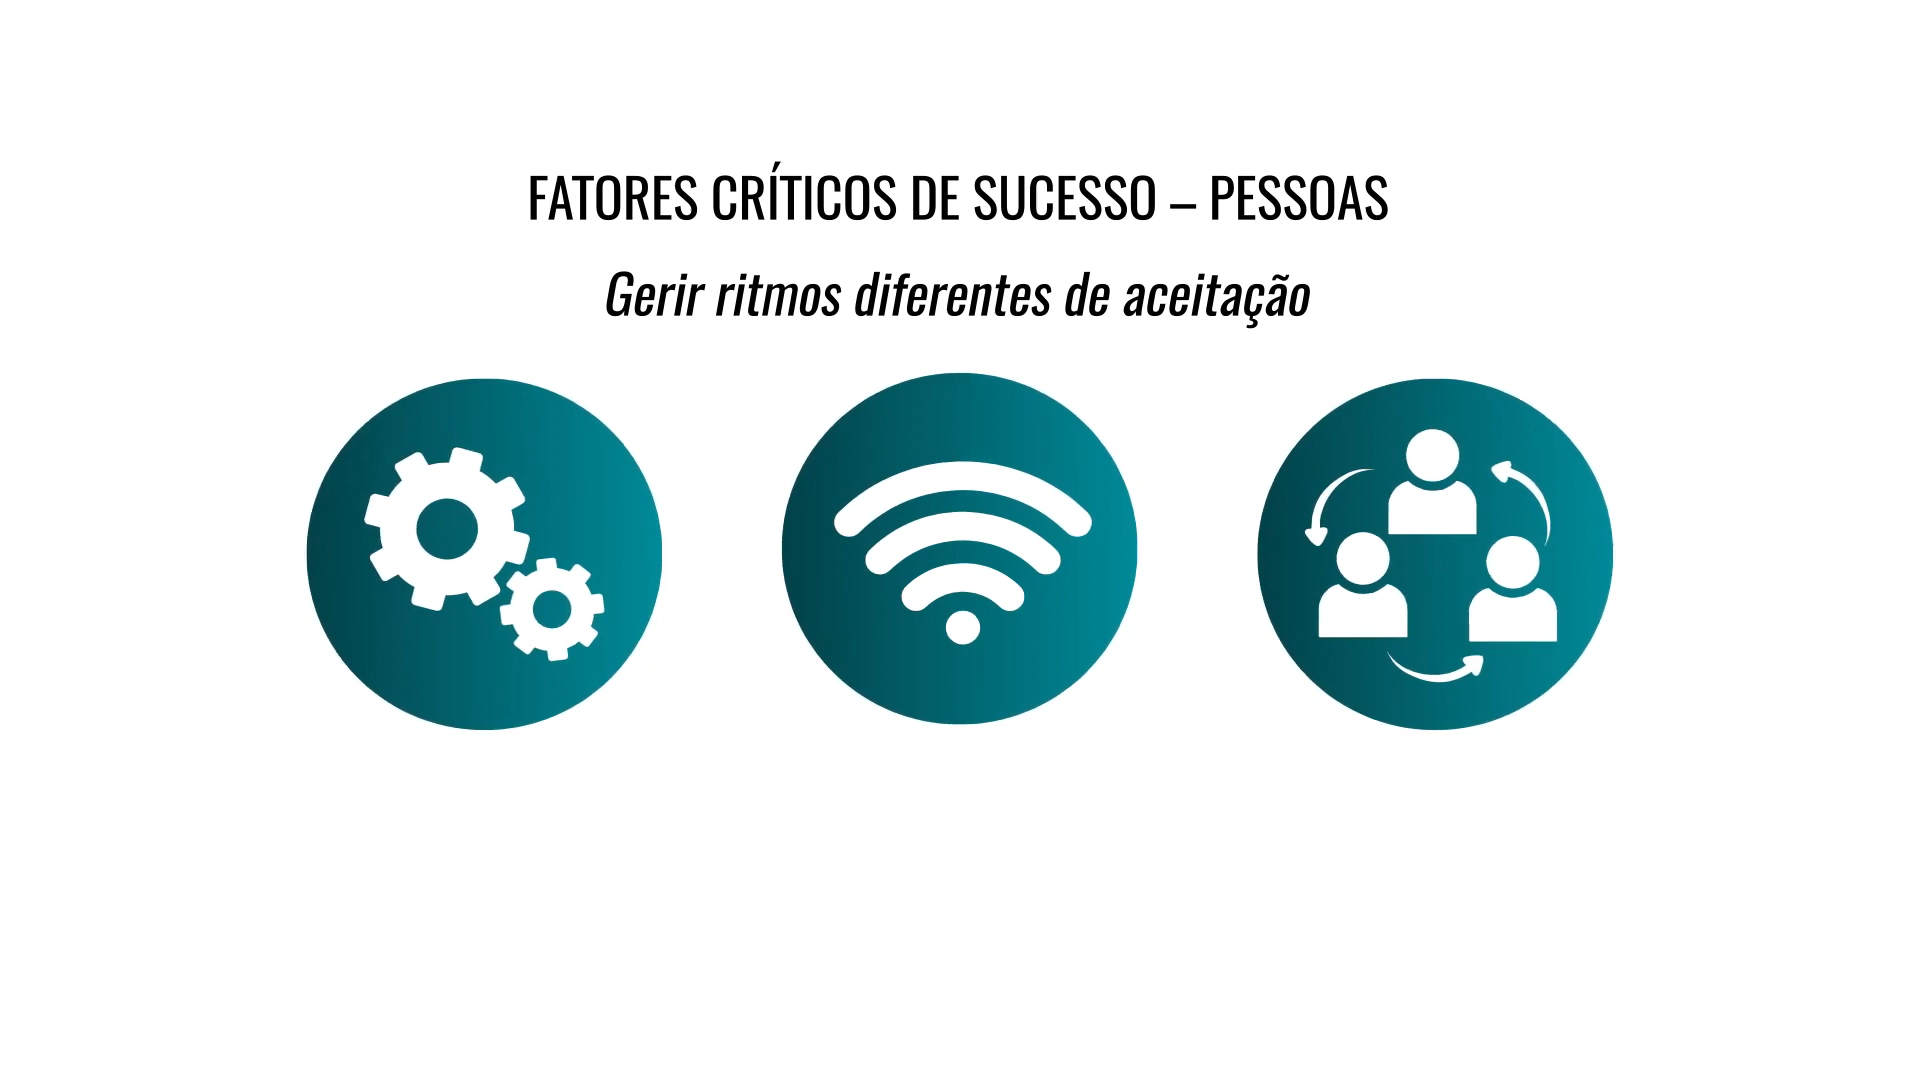 FATORES CRÍTICOS DE SUCESSO – PESSOAS
Gerir ritmos diferentes de aceitação